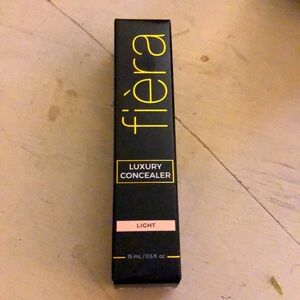 fièra
LUXURY
CONCEALER
LIGHT
15 mL / 0.5 fl. oz.